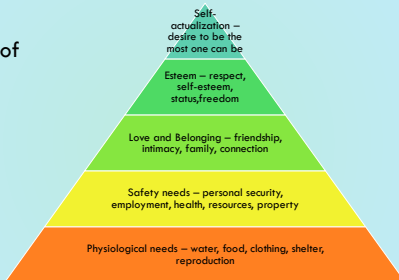 Self-
actualization –
desire to be the
most one can be
of
Esteem – respect,
self-esteem,
status,freedom
Love and Belonging – friendship,
intimacy, family, connection
Safety needs – personal security,
employment, health, resources, property
Physiological needs – water, food, clothing, shelter,
reproduction